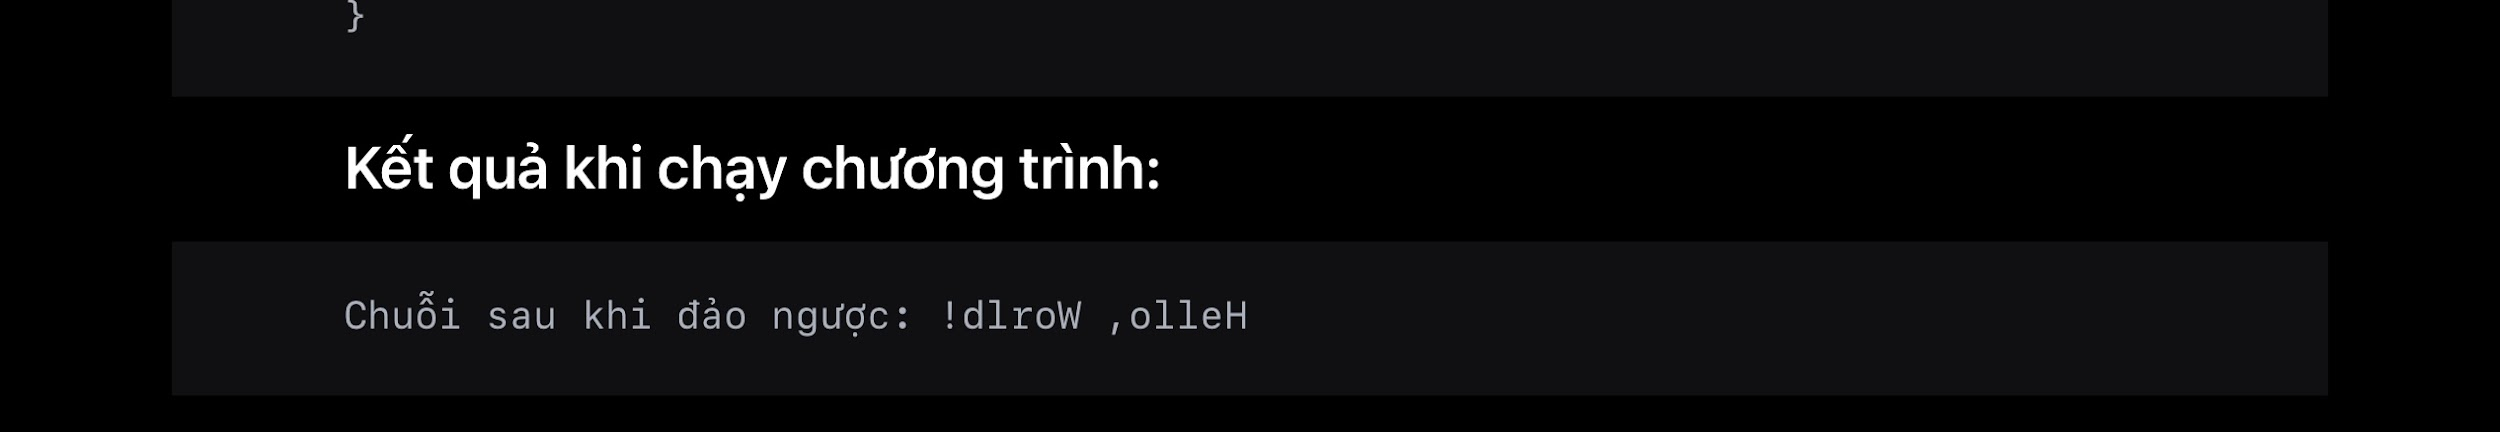 }
Kết quả khi chạy chương trình:
Chuỗi sau khi đảo ngược: !dlroW ,olleH